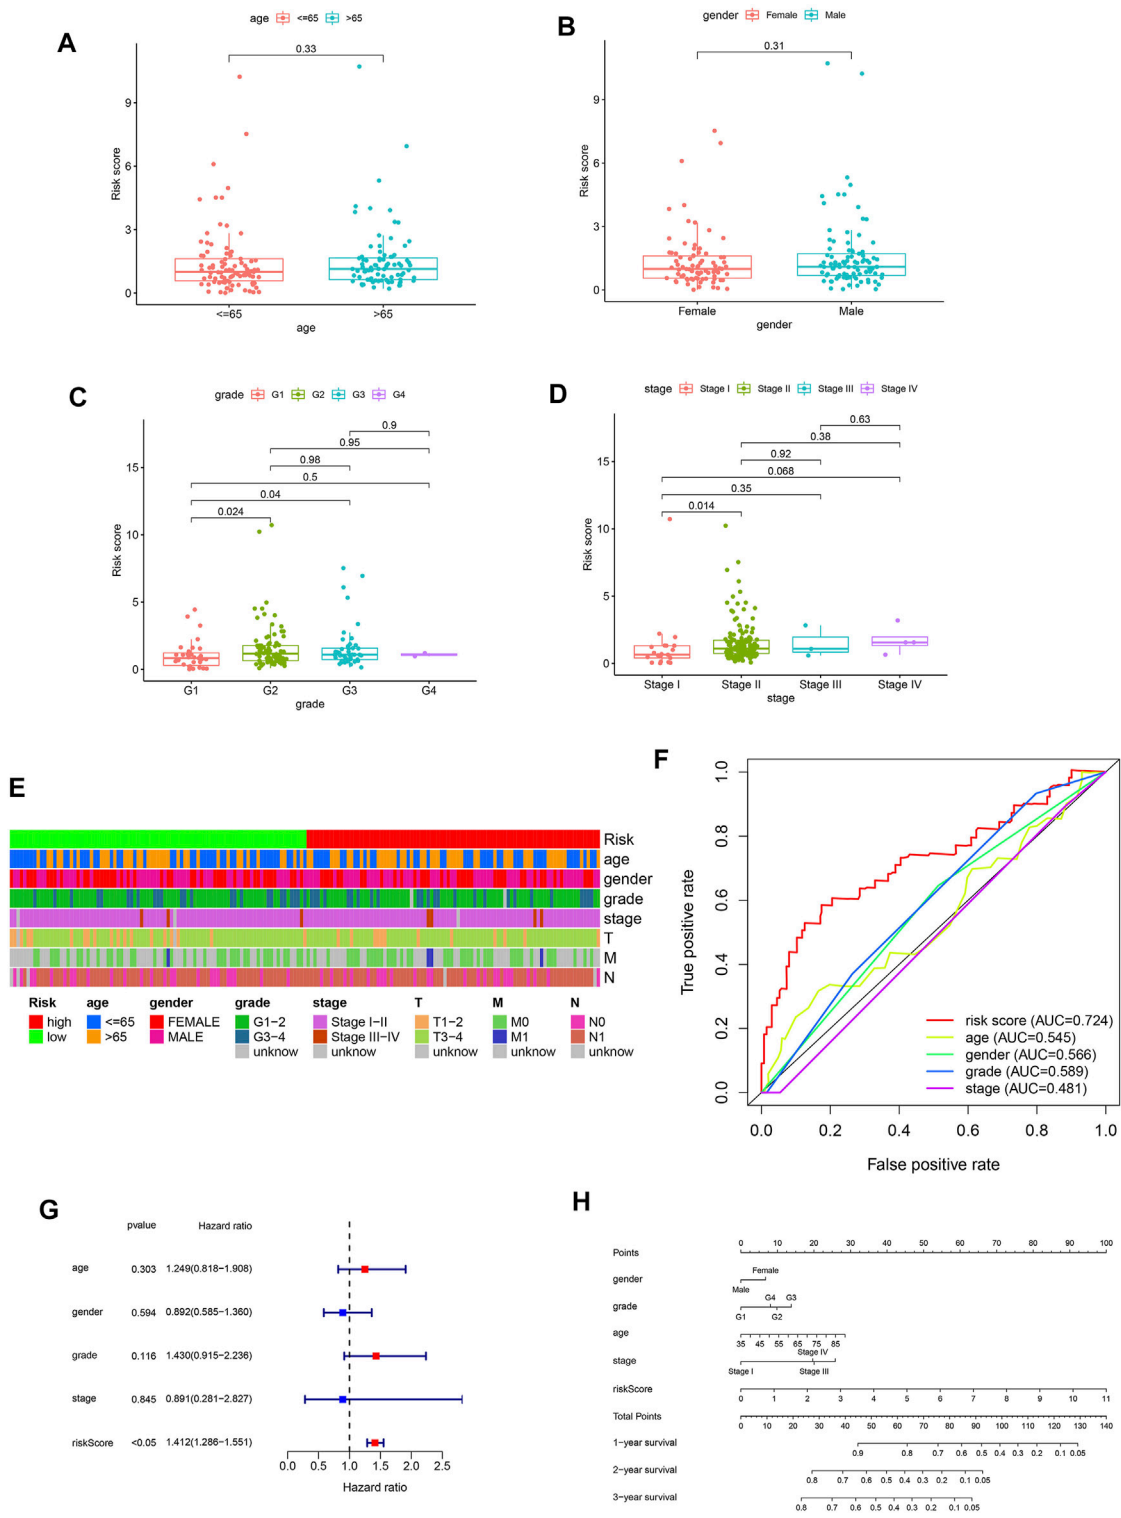 age <=65 >65
A
0.33
Risk score
9
6
3
0
<=65 >65
age
gender Female Male
B
0.31
Risk score
9
6
3
0
Female Male
gender
grade G1 G2 G3 G4
C
0.9
0.95
0.98
0.5
0.04
0.024
Risk score
15
10
5
0
G1 G2 G3 G4
grade
stage Stage I Stage II Stage III Stage IV
D
0.63
0.38
0.92
0.068
0.35
0.014
Risk score
15
10
5
0
Stage I Stage II Stage III Stage IV
stage
E
Risk
age
gender
grade
stage
T
M
N
Risk age gender grade stage T M N
high <=65 FEMALE G1−2 Stage I−II T1−2 M0 N0
low >65 MALE G3−4 Stage III−IV T3−4 M1 N1
unknow unknow unknow unknow unknow
F
True positive rate
1.0
0.8
0.6
0.4
0.2
0.0
risk score (AUC=0.724)
age (AUC=0.545)
gender (AUC=0.566)
grade (AUC=0.589)
stage (AUC=0.481)
0.0 0.2 0.4 0.6 0.8 1.0
False positive rate
G
pvalue Hazard ratio
age 0.303 1.249(0.818−1.908)
gender 0.594 0.892(0.585−1.360)
grade 0.116 1.430(0.915−2.236)
stage 0.845 0.891(0.281−2.827)
riskScore <0.05 1.412(1.286−1.551)
0.0 0.5 1.0 1.5 2.0 2.5
Hazard ratio
H
0 10 20 30 40 50 60 70 80 90 100
Points
Female
gender
Male
G4 G3
grade
G1 G2
age
35 45 55 65 75 85
Stage IV
stage
Stage I Stage III
riskScore
0 1 2 3 4 5 6 7 8 9 10 11
Total Points
0 10 20 30 40 50 60 70 80 90 100 110 120 130 140
1−year survival
0.9 0.8 0.7 0.6 0.5 0.4 0.3 0.2 0.1 0.05
2−year survival
0.8 0.7 0.6 0.5 0.4 0.3 0.2 0.1 0.05
3−year survival
0.8 0.7 0.6 0.5 0.4 0.3 0.2 0.1 0.05